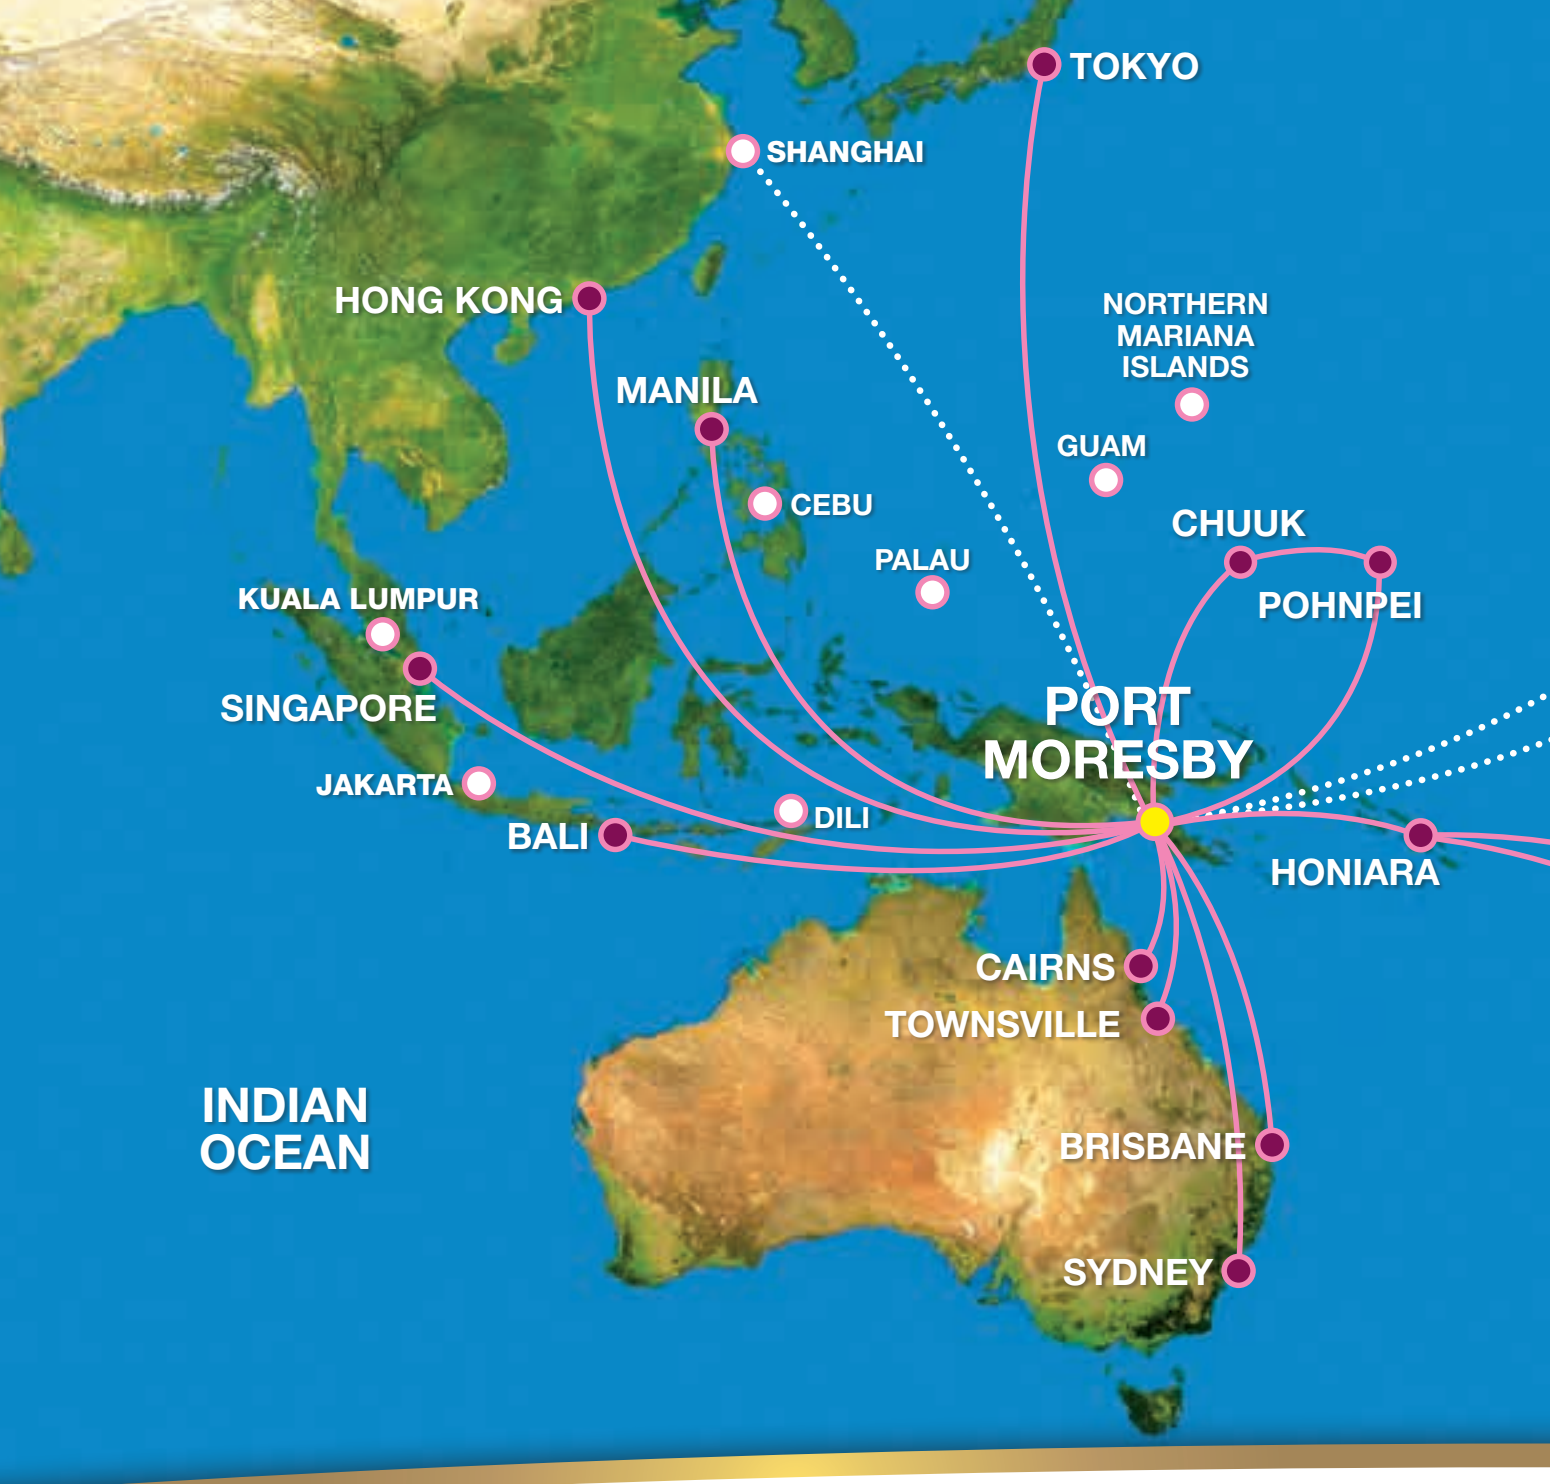 TOKYO
SHANGHAI
HONG KONG
NORTHERN
MARIANA
ISLANDS
MANILA
GUAM
CEBU
CHUUK
PALAU
KUALA LUMPUR
POHNPEI
SINGAPORE
PORT
MORESBY
JAKARTA
DILI
BALI
HONIARA
CAIRNS
TOWNSVILLE
INDIAN
OCEAN
BRISBANE
SYDNEY